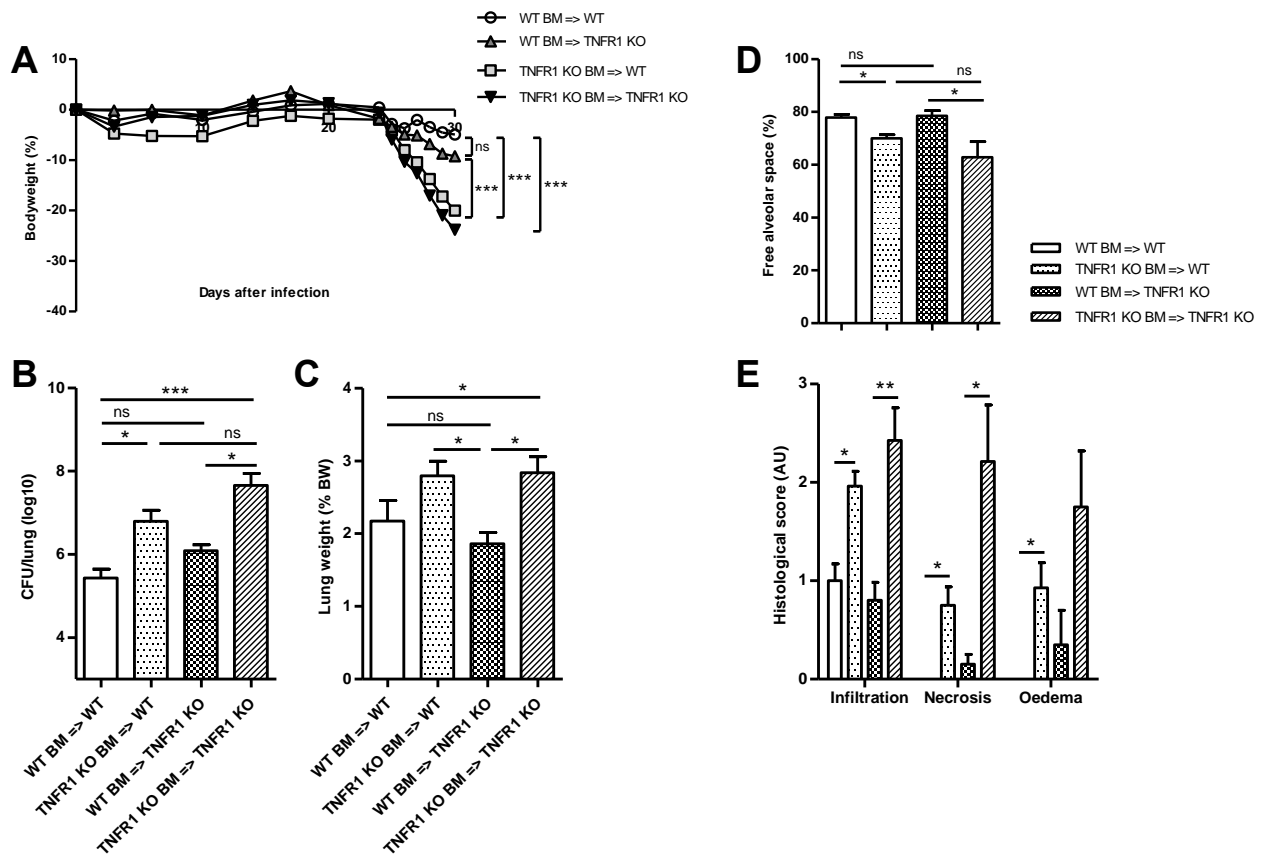 WT BM => WT
WT BM => TNFR1 KO
TNFR1 KO BM => WT
TNFR1 KO BM => TNFR1 KO
A
10
0
-10
-20
-30
-40
10
20
30
Bodyweight (%)
Days after infection
ns
***
***
***
B
10
8
6
4
CFU/lung (log10)
***
ns
*
ns
*
WT BM => WT
TNFR1 KO BM => WT
WT BM => TNFR1 KO
TNFR1 KO BM => TNFR1 KO
C
4
3
2
1
0
Lung weight (% BW)
*
ns
*
*
WT BM => WT
TNFR1 KO BM => WT
WT BM => TNFR1 KO
TNFR1 KO BM => TNFR1 KO
D
100
80
60
40
20
0
Free alveolar space (%)
ns
*
ns
*
WT BM => WT
TNFR1 KO BM => WT
WT BM => TNFR1 KO
TNFR1 KO BM => TNFR1 KO
E
3
2
1
0
Histological score (AU)
*
**
*
*
*
Infiltration Necrosis Oedema